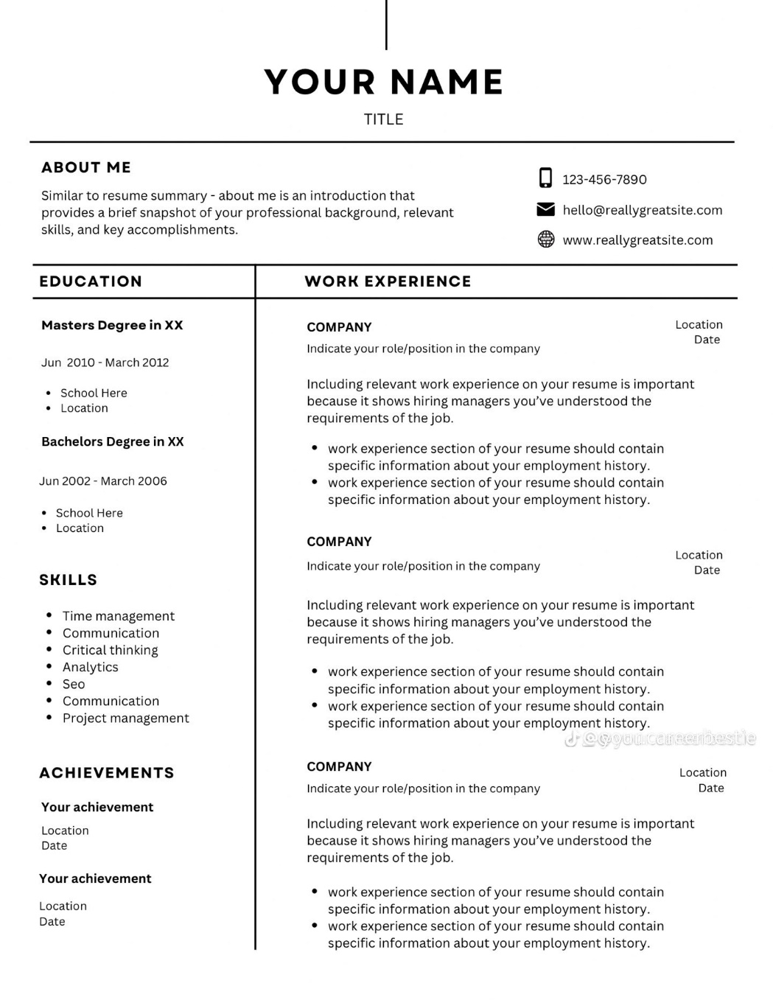 YOUR NAME
TITLE
ABOUT ME
Similar to resume summary - about me is an introduction that
provides a brief snapshot of your professional background, relevant
skills, and key accomplishments.
123-456-7890
hello@reallygreatsite.com
www.reallygreatsite.com
EDUCATION
Masters Degree in XX
Jun 2010 - March 2012
• School Here
• Location
Bachelors Degree in XX
Jun 2002 - March 2006
• School Here
• Location
SKILLS
• Time management
• Communication
• Critical thinking
• Analytics
• Seo
• Communication
• Project management
ACHIEVEMENTS
Your achievement
Location
Date
Your achievement
Location
Date
WORK EXPERIENCE
COMPANY
Location
Date
Indicate your role/position in the company
Including relevant work experience on your resume is important
because it shows hiring managers you’ve understood the
requirements of the job.
• work experience section of your resume should contain
specific information about your employment history.
• work experience section of your resume should contain
specific information about your employment history.
COMPANY
Location
Date
Indicate your role/position in the company
Including relevant work experience on your resume is important
because it shows hiring managers you’ve understood the
requirements of the job.
• work experience section of your resume should contain
specific information about your employment history.
• work experience section of your resume should contain
specific information about your employment history.
COMPANY
Location
Date
Indicate your role/position in the company
Including relevant work experience on your resume is important
because it shows hiring managers you’ve understood the
requirements of the job.
• work experience section of your resume should contain
specific information about your employment history.
• work experience section of your resume should contain
specific information about your employment history.